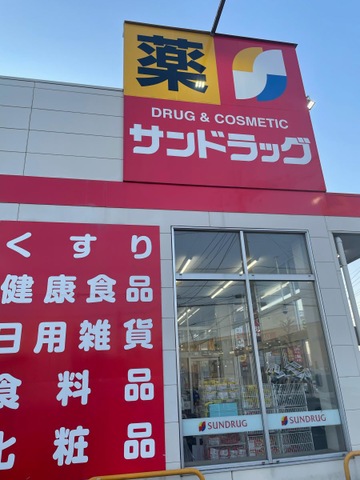 薬
DRUG & COSMETIC
サンドラッグ
くすり
健康食品
日用雑貨
食料品
化粧品
SUNDRUG
SUNDRUG